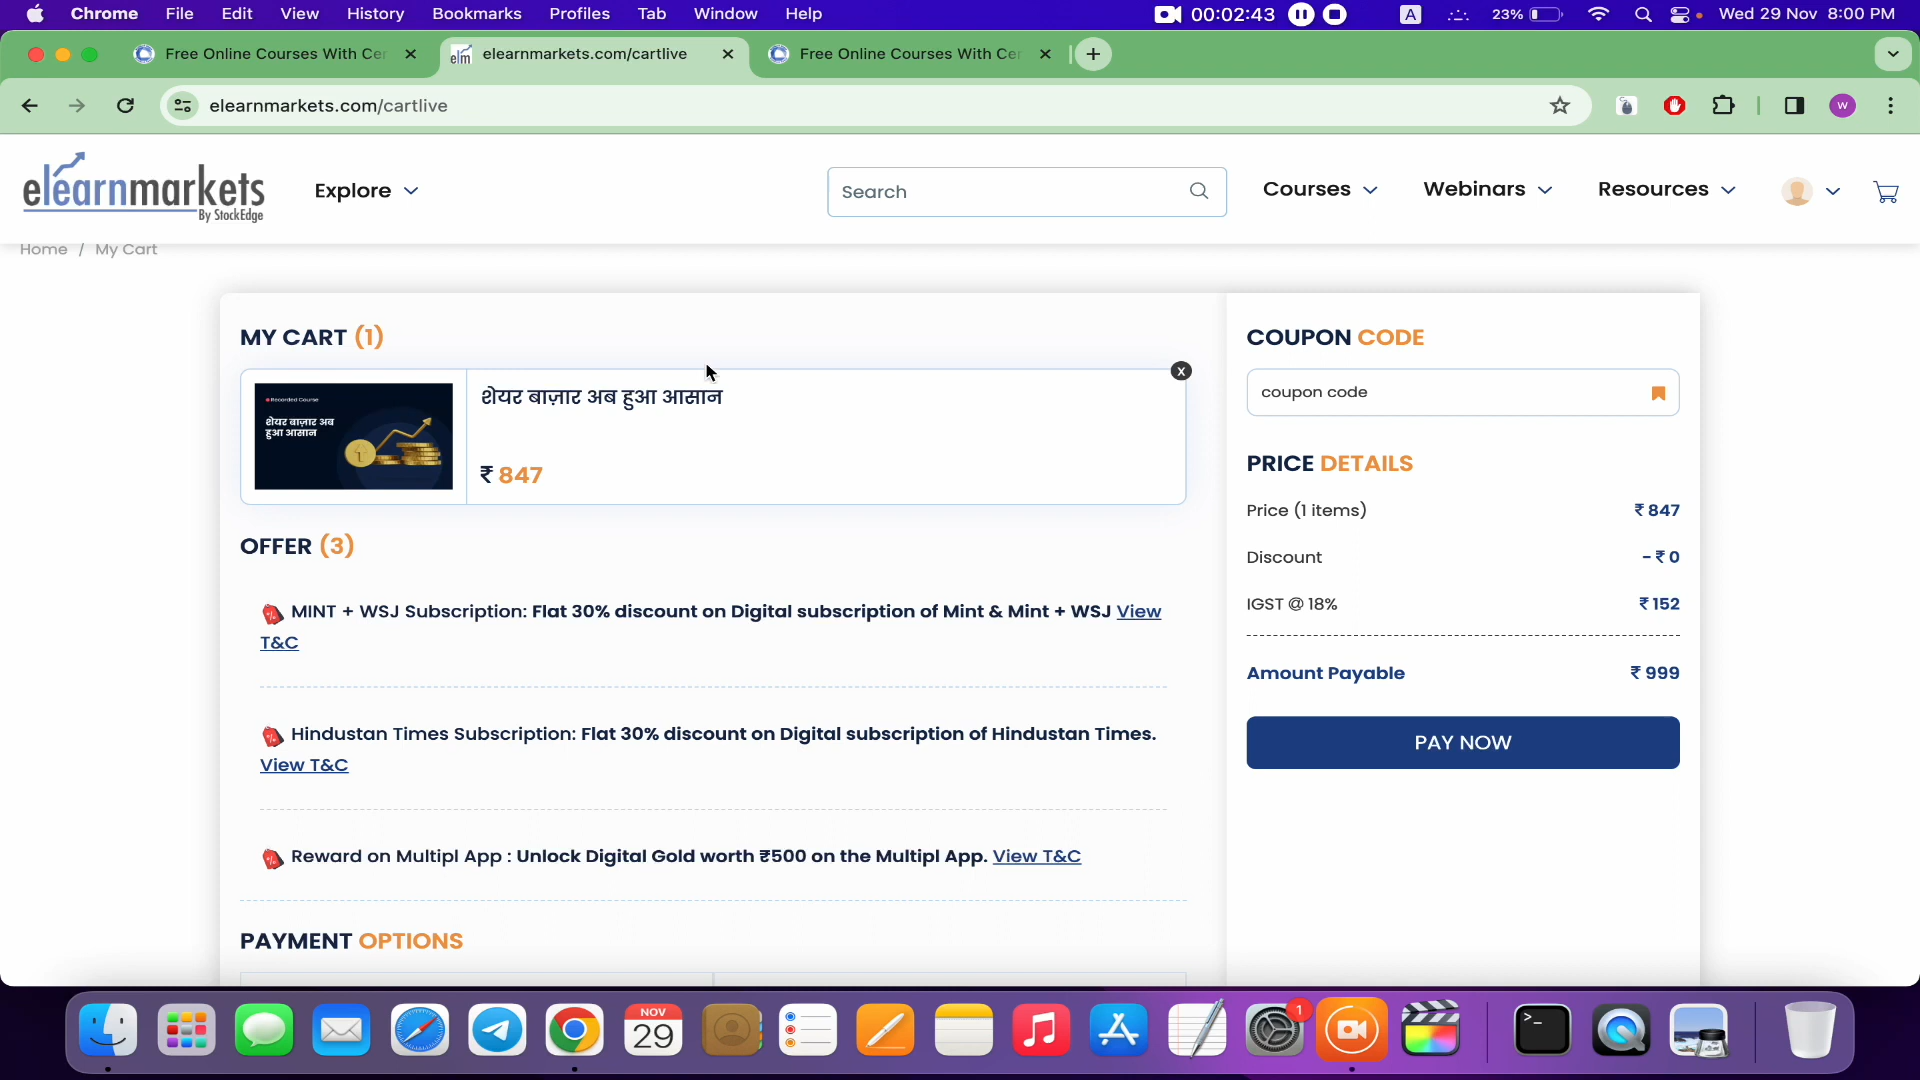 Chrome File Edit View History Bookmarks Profiles Tab Window Help 00:02:43 A 23% Wed 29 Nov 8:00 PM
Free Online Courses With Cer elm elearnmarkets.com/cartlive Free Online Courses With Cer
elearnmarkets.com/cartlive W
elearnmarkets
By StockEdge
Explore Search Courses Webinars Resources
Home / My Cart
MY CART (1)
X
Recorded Course
शेयर बाज़ार अब
हुआ आसान
शेयर बाज़ार अब हुआ आसान
₹ 847
OFFER (3)
MINT + WSJ Subscription: Flat 30% discount on Digital subscription of Mint & Mint + WSJ View
T&C
Hindustan Times Subscription: Flat 30% discount on Digital subscription of Hindustan Times.
View T&C
Reward on Multipl App : Unlock Digital Gold worth ₹500 on the Multipl App. View T&C
PAYMENT OPTIONS
COUPON CODE
coupon code
PRICE DETAILS
Price (1 items) ₹ 847
Discount - ₹ 0
IGST @ 18% ₹ 152
Amount Payable ₹ 999
PAY NOW
NOV
29
1
>_